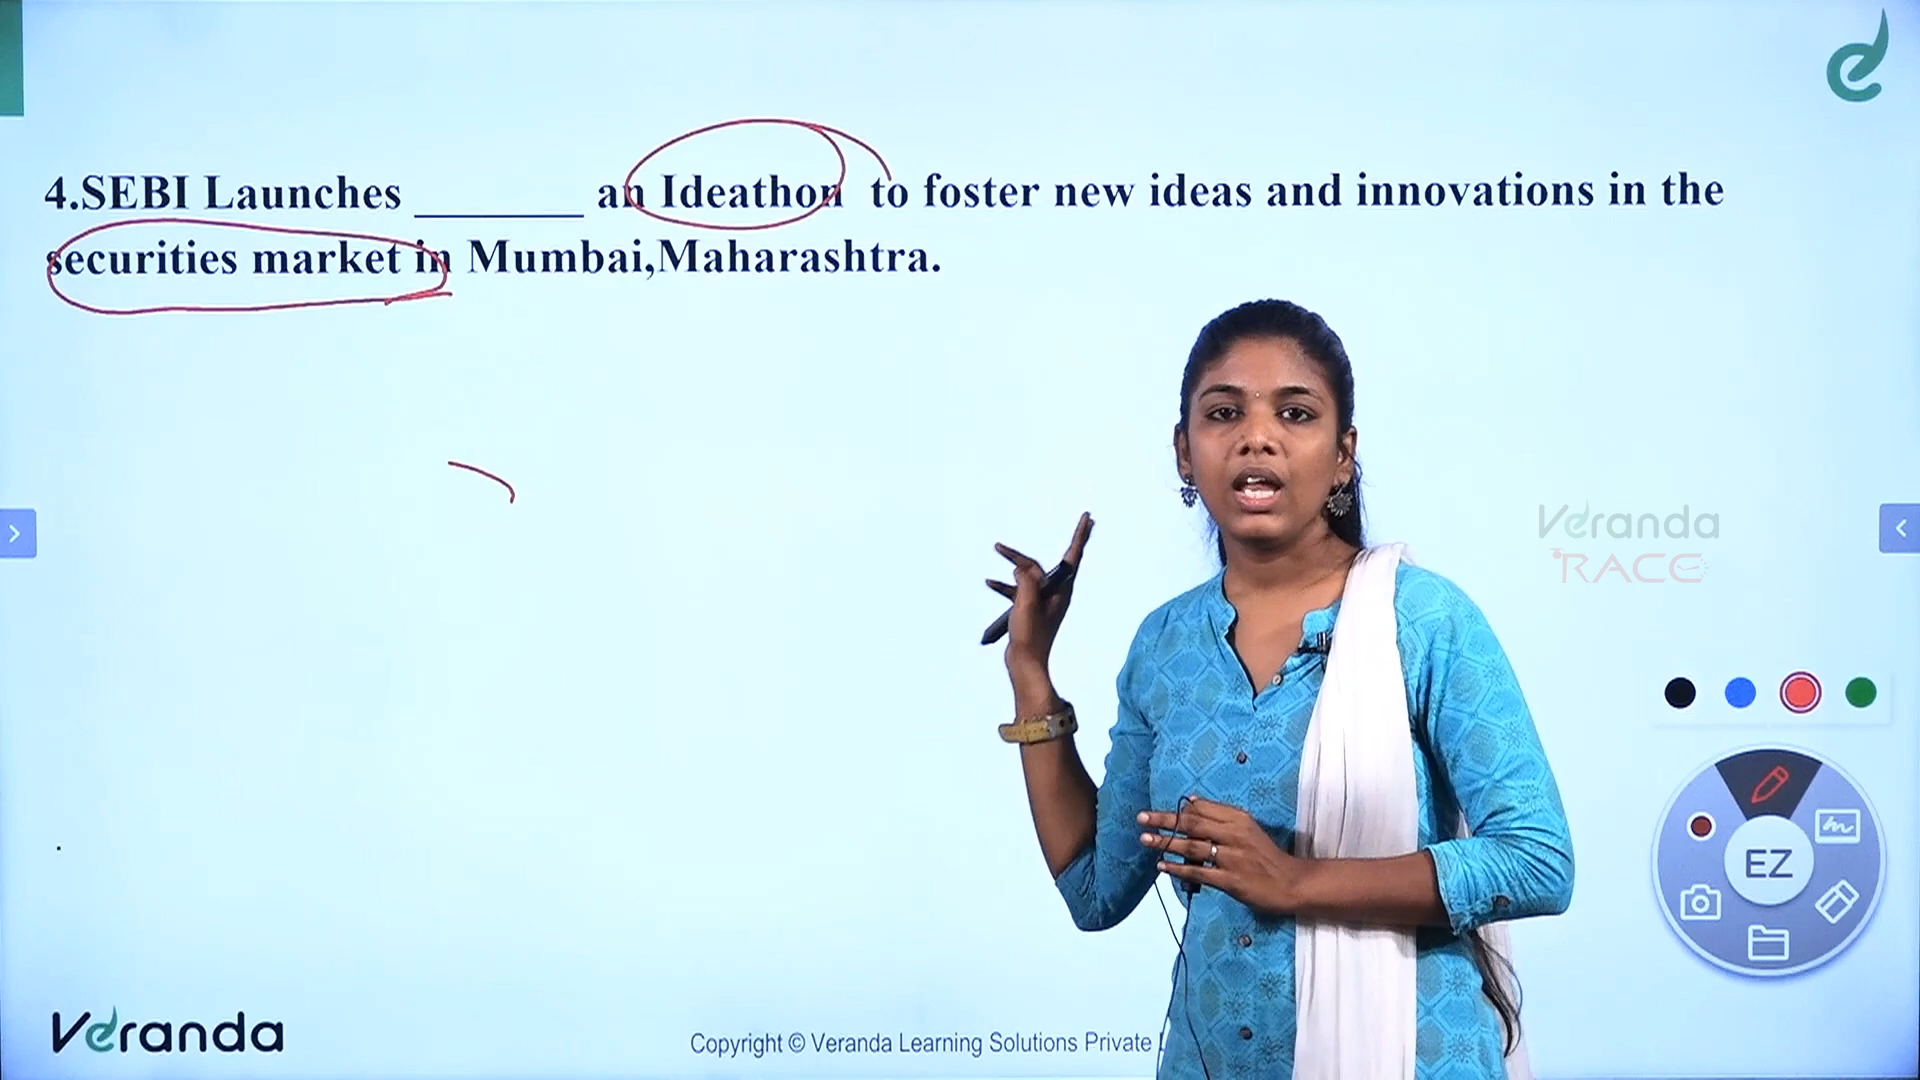 4.SEBI Launches _______ an Ideathon to foster new ideas and innovations in the
securities market in Mumbai,Maharashtra.
Veranda
RACE
EZ
Veranda
Copyright © Veranda Learning Solutions Private